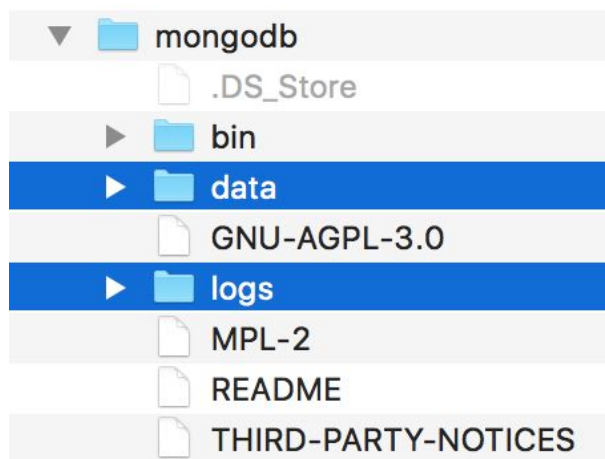 mongodb
.DS_Store
bin
data
GNU-AGPL-3.0
logs
MPL-2
README
THIRD-PARTY-NOTICES